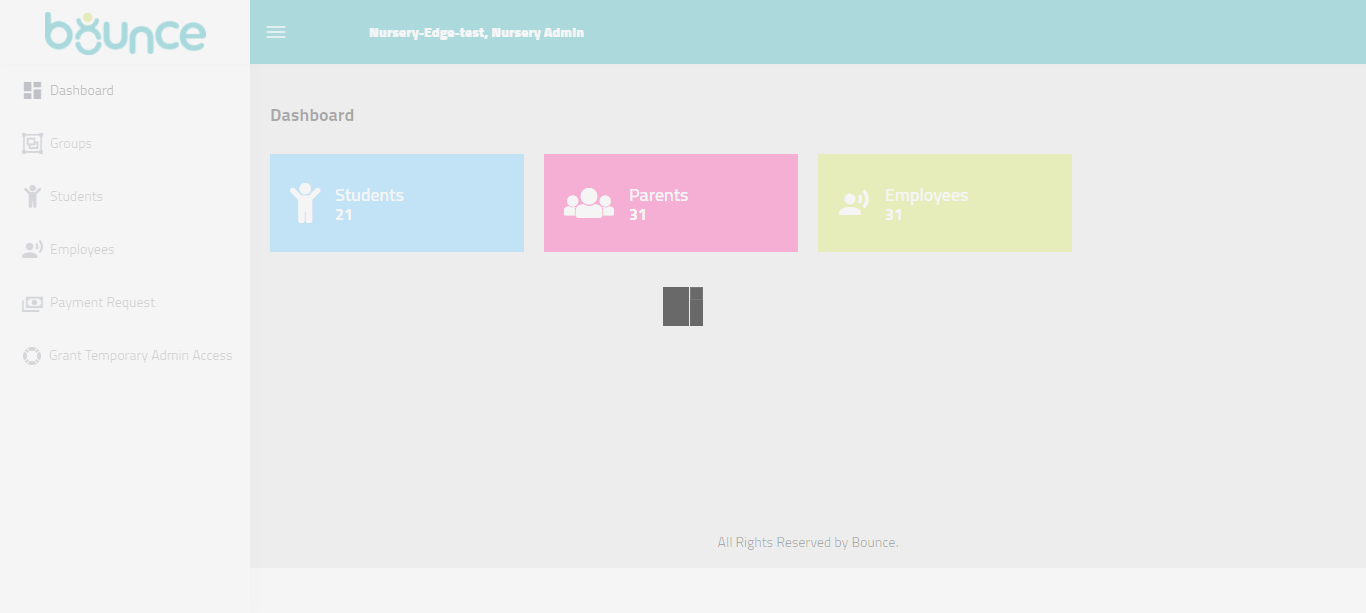 bounce
Nursery-Edge-test, Nursery Admin
Dashboard
Groups
Students
Employees
Payment Request
Grant Temporary Admin Access
Dashboard
Students
21
Parents
31
Employees
31
All Rights Reserved by Bounce.